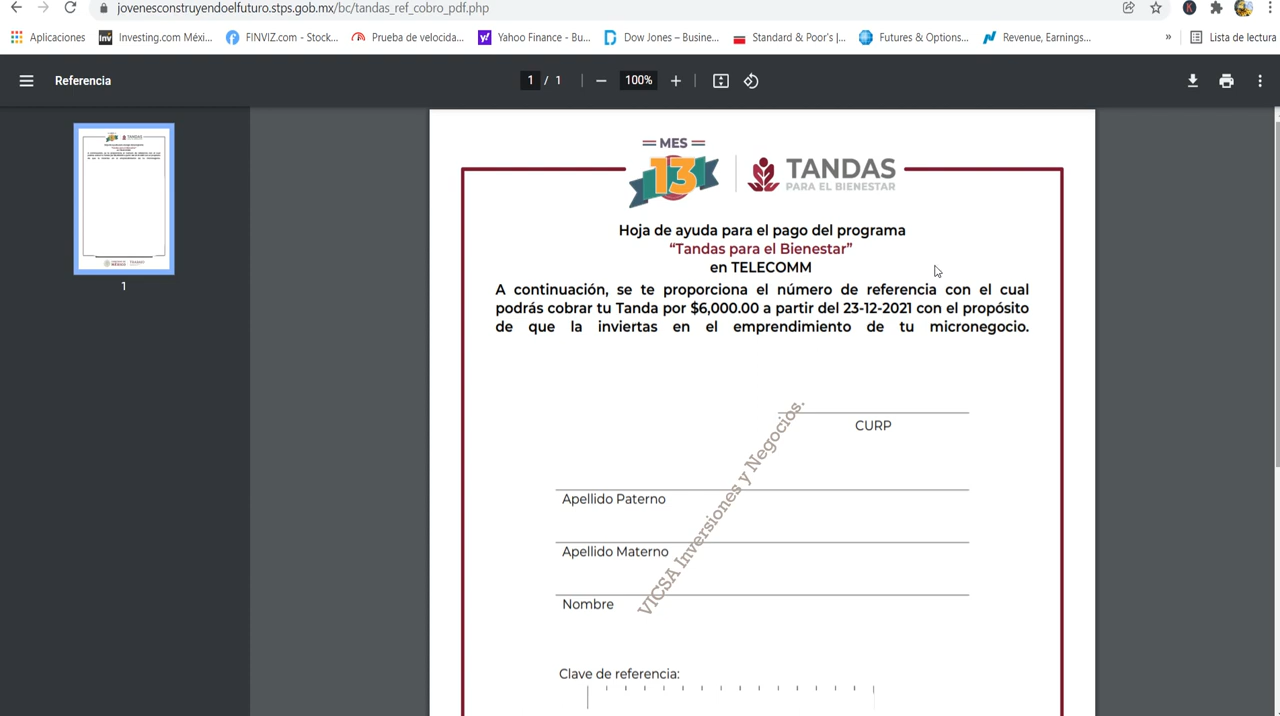 jovenesconstruyendoelfuturo.stps.gob.mx/bc/tandas_ref_cobro_pdf.php
Aplicaciones Inv Investing.com Méxi... FINVIZ.com - Stock... Prueba de velocida... Yahoo Finance - Bu... Dow Jones – Busine... Standard & Poor's |... Futures & Options... Revenue, Earnings... » Lista de lectura
Referencia 1 / 1 100%
1
MES
13
TANDAS
PARA EL BIENESTAR
Hoja de ayuda para el pago del programa
“Tandas para el Bienestar”
en TELECOMM
A continuación, se te proporciona el número de referencia con el cual
podrás cobrar tu Tanda por $6,000.00 a partir del 23-12-2021 con el propósito
de que la inviertas en el emprendimiento de tu micronegocio.
CURP
VICSA Inversiones y Negocios.
Apellido Paterno
Apellido Materno
Nombre
Clave de referencia: